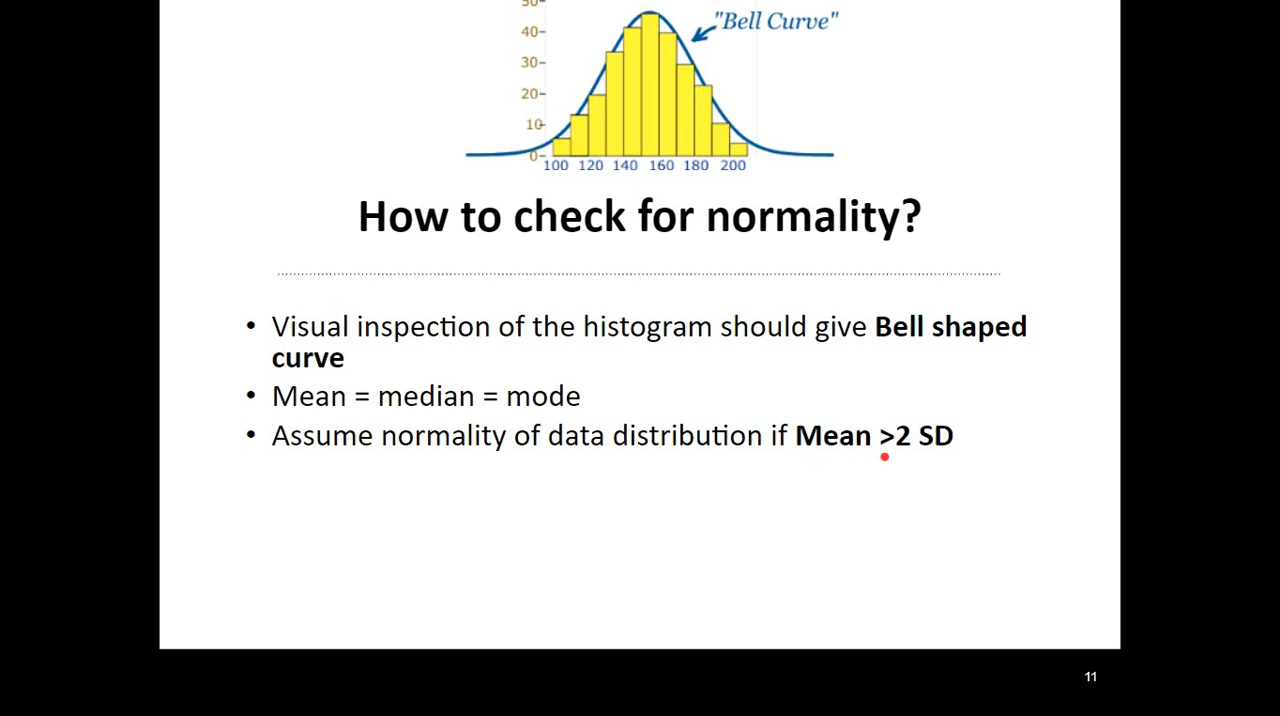 50
"Bell Curve"
40
30
20
10
0
100 120 140 160 180 200
How to check for normality?
• Visual inspection of the histogram should give Bell shaped
curve
• Mean = median = mode
• Assume normality of data distribution if Mean >2 SD
11